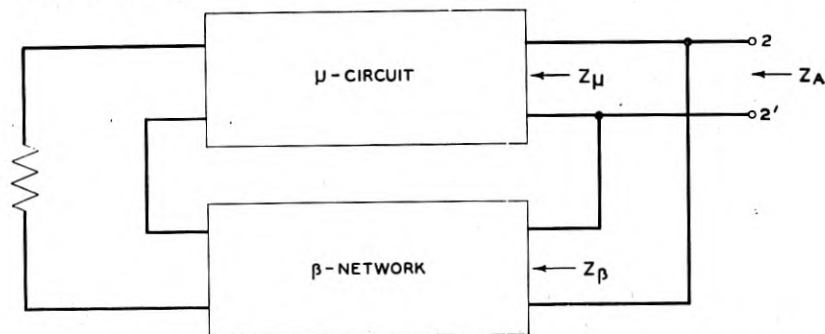 μ-CIRCUIT
Zμ
2
ZA
2'
β-NETWORK
Zβ